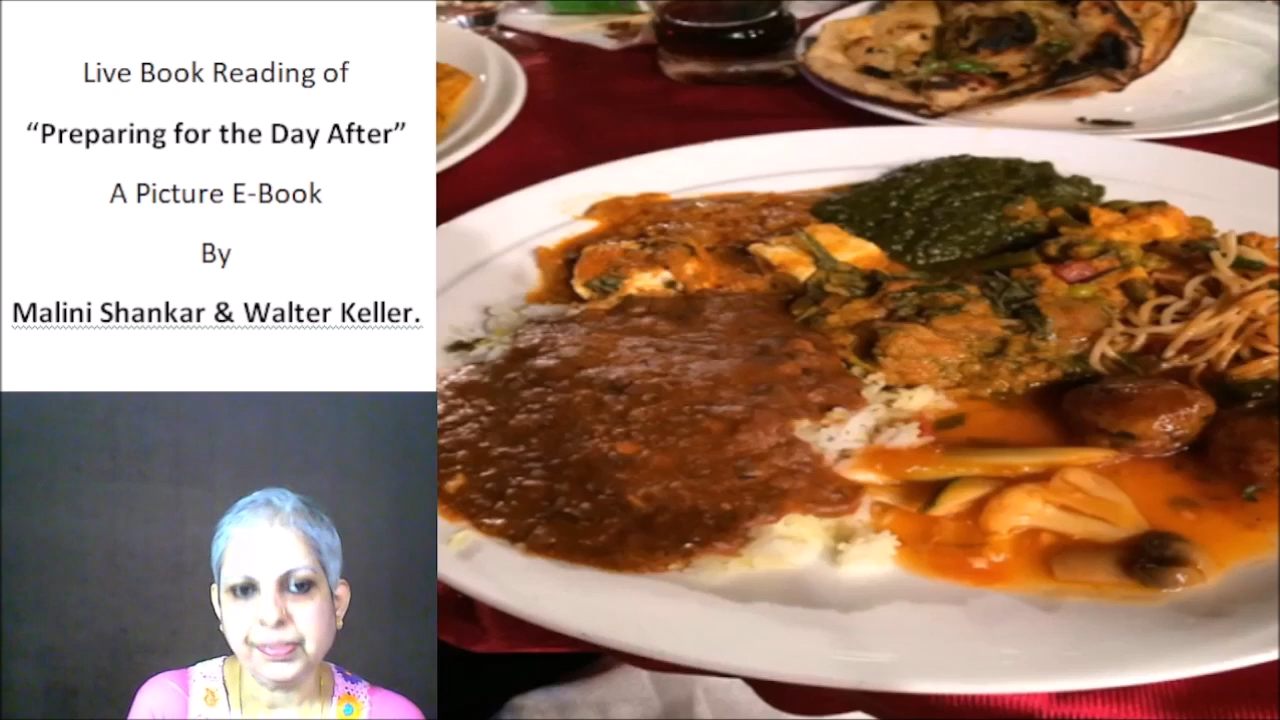 Live Book Reading of
“Preparing for the Day After”
A Picture E-Book
By
Malini Shankar & Walter Keller.